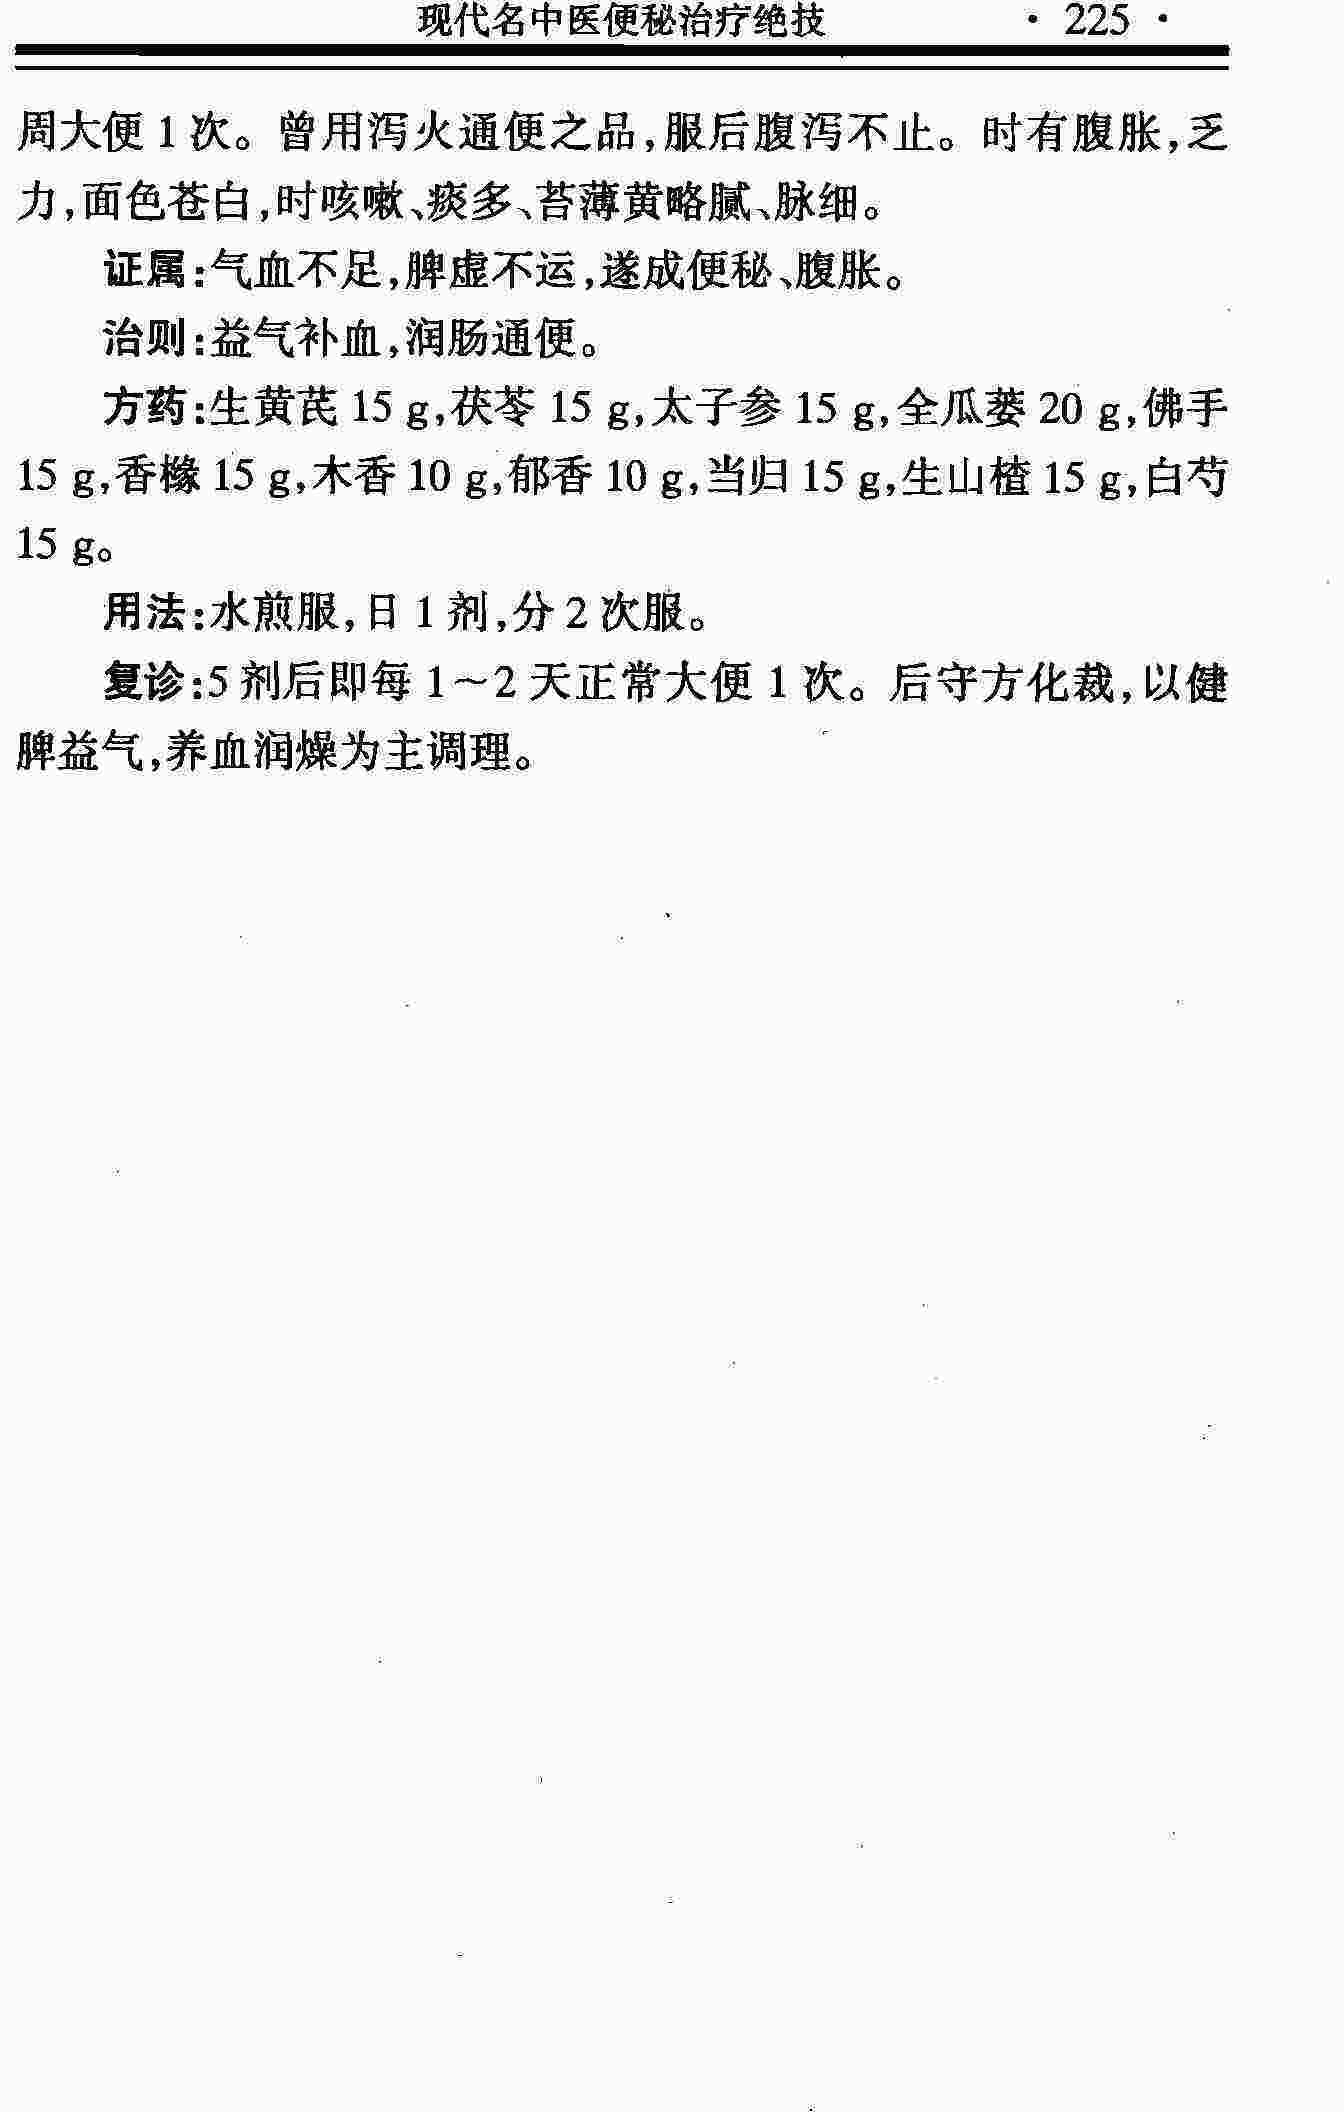 现代名中医便秘治疗绝技 · 225 ·
周大便 1 次。曾用泻火通便之品,服后腹泻不止。时有腹胀,乏
力,面色苍白,时咳嗽、痰多、苔薄黄略腻、脉细。
证属:气血不足,脾虚不运,遂成便秘、腹胀。
治则:益气补血,润肠通便。
方药:生黄芪 15 g,茯苓 15 g,太子参 15 g,全瓜蒌 20 g,佛手
15 g,香橼 15 g,木香 10 g,郁香 10 g,当归 15 g,生山楂 15 g,白芍
15 g。
用法:水煎服,日 1 剂,分 2 次服。
复诊:5 剂后即每 1～2 天正常大便 1 次。后守方化裁,以健
脾益气,养血润燥为主调理。